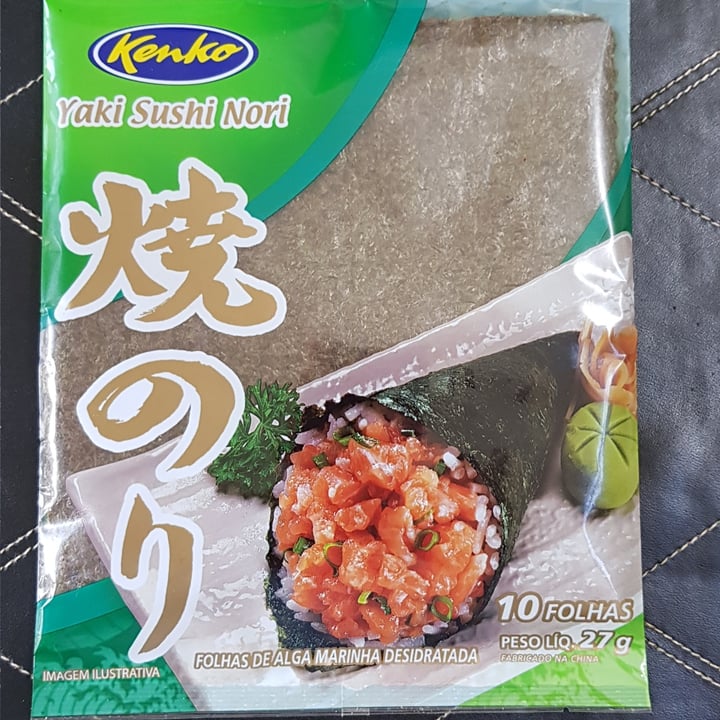 Kenko
Yaki Sushi Nori
焼のり
10 FOLHAS
PESO LÍQ. 27g
FABRICADO NA CHINA
FOLHAS DE ALGA MARINHA DESIDRATADA
IMAGEM ILUSTRATIVA